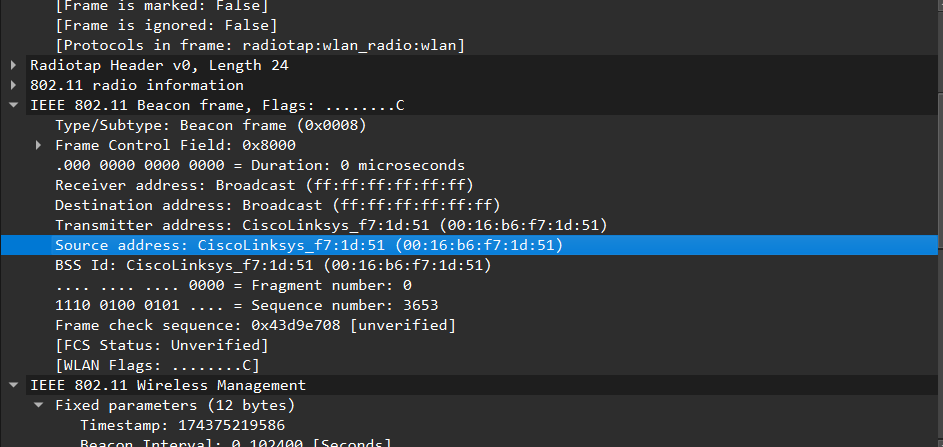 [Frame is marked: False]
[Frame is ignored: False]
[Protocols in frame: radiotap:wlan_radio:wlan]
Radiotap Header v0, Length 24
802.11 radio information
IEEE 802.11 Beacon frame, Flags: ........C
Type/Subtype: Beacon frame (0x0008)
Frame Control Field: 0x8000
.000 0000 0000 0000 = Duration: 0 microseconds
Receiver address: Broadcast (ff:ff:ff:ff:ff:ff)
Destination address: Broadcast (ff:ff:ff:ff:ff:ff)
Transmitter address: CiscoLinksys_f7:1d:51 (00:16:b6:f7:1d:51)
Source address: CiscoLinksys_f7:1d:51 (00:16:b6:f7:1d:51)
BSS Id: CiscoLinksys_f7:1d:51 (00:16:b6:f7:1d:51)
.... .... .... 0000 = Fragment number: 0
1110 0100 0101 .... = Sequence number: 3653
Frame check sequence: 0x43d9e708 [unverified]
[FCS Status: Unverified]
[WLAN Flags: ........C]
IEEE 802.11 Wireless Management
Fixed parameters (12 bytes)
Timestamp: 174375219586
Beacon Interval: 0.102400 [Seconds]